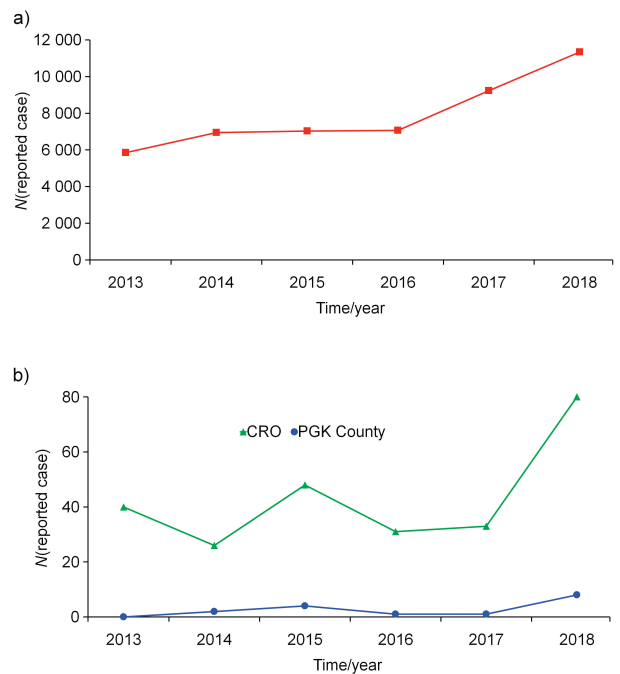 a)
12 000
10 000
8 000
6 000
4 000
2 000
0
N(reported case)
2013 2014 2015 2016 2017 2018
Time/year
b)
80
60
40
20
0
N(reported case)
CRO PGK County
2013 2014 2015 2016 2017 2018
Time/year